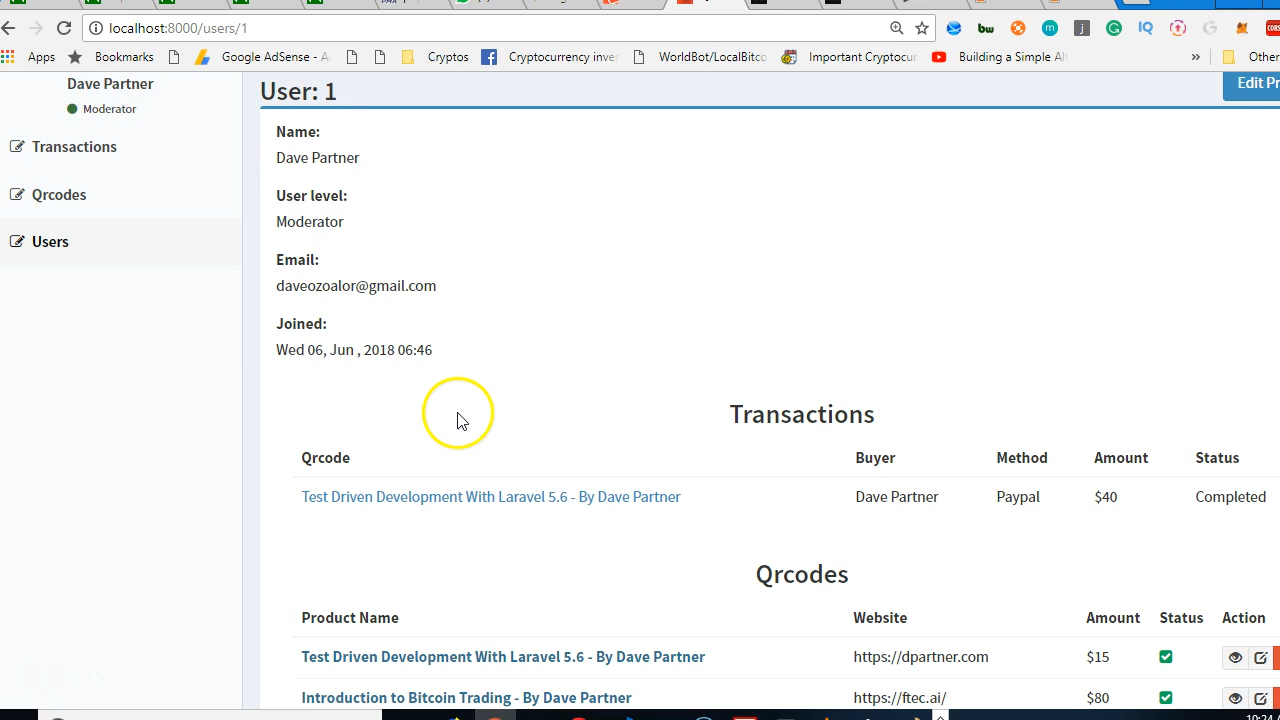 localhost:8000/users/1
Apps Bookmarks Google AdSense - A Cryptos Cryptocurrency inves WorldBot/LocalBitco Important Cryptocur Building a Simple Al » Other
Dave Partner
Moderator
Transactions
Qrcodes
Users
User: 1
Edit Pr
Name:
Dave Partner
User level:
Moderator
Email:
daveozoalor@gmail.com
Joined:
Wed 06, Jun , 2018 06:46
Transactions
Qrcode Buyer Method Amount Status
Test Driven Development With Laravel 5.6 - By Dave Partner Dave Partner Paypal $40 Completed
Qrcodes
Product Name Website Amount Status Action
Test Driven Development With Laravel 5.6 - By Dave Partner https://dpartner.com $15
Introduction to Bitcoin Trading - By Dave Partner https://ftec.ai/ $80